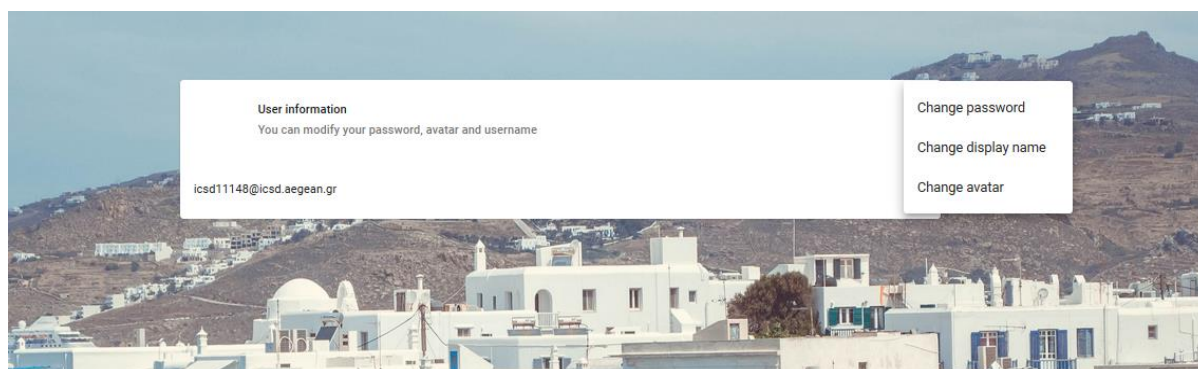 User information
You can modify your password, avatar and username
icsd11148@icsd.aegean.gr
Change password
Change display name
Change avatar